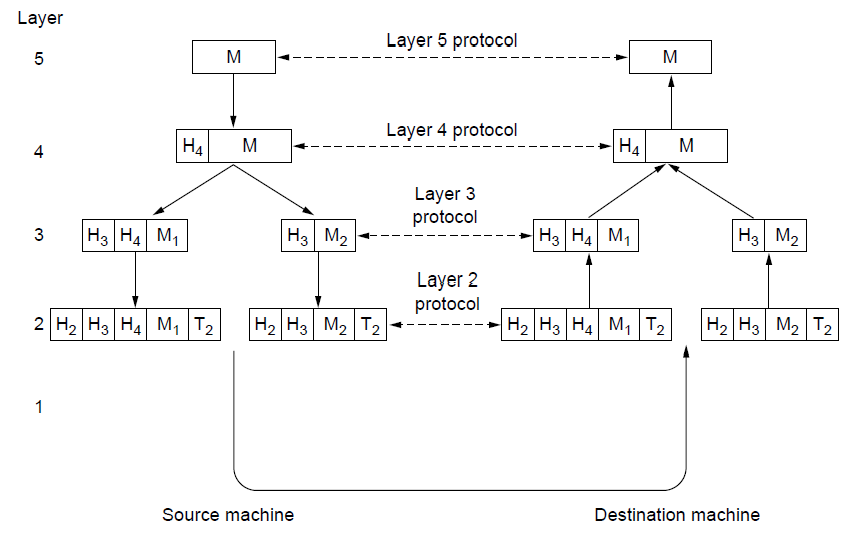 Layer
5 M Layer 5 protocol M
4 H₄ M Layer 4 protocol H₄ M
Layer 3
protocol
3 H₃ H₄ M₁ H₃ M₂ H₃ H₄ M₁ H₃ M₂
Layer 2
protocol
2 H₂ H₃ H₄ M₁ T₂ H₂ H₃ M₂ T₂ H₂ H₃ H₄ M₁ T₂ H₂ H₃ M₂ T₂
1
Source machine Destination machine